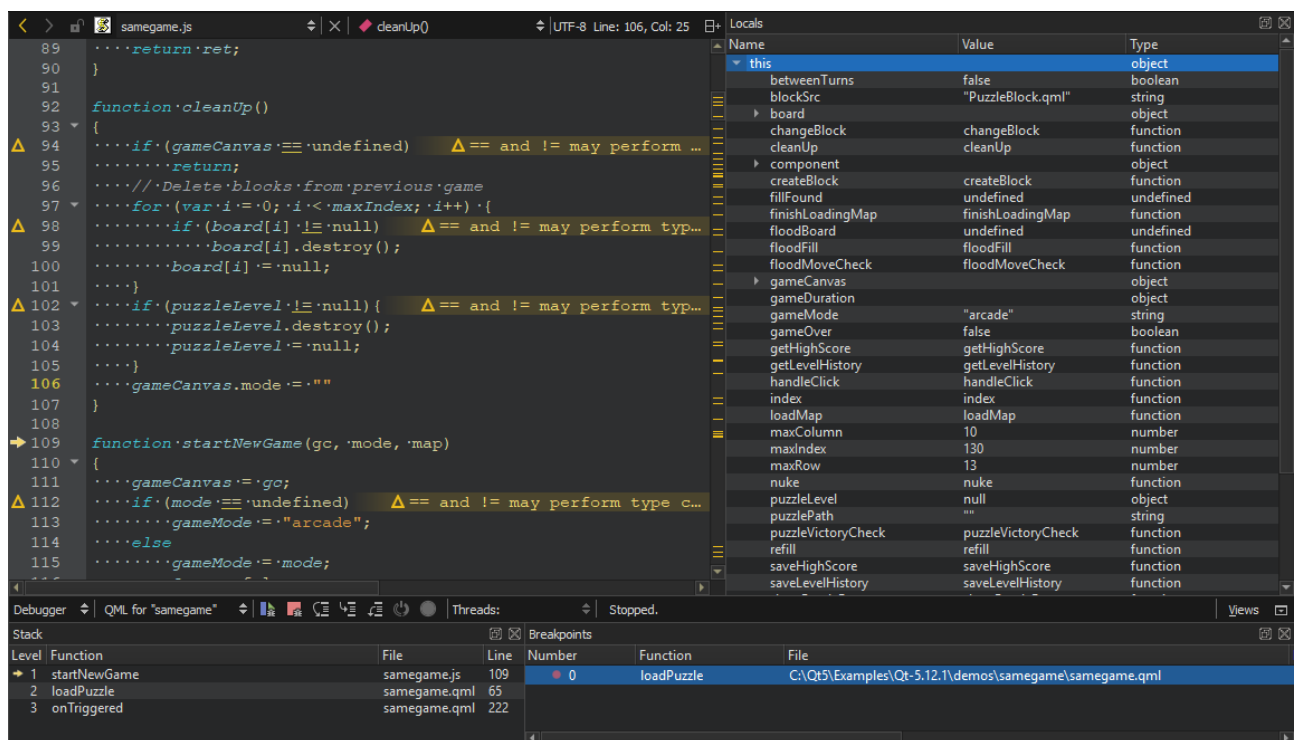 samegame.js cleanUp() UTF-8 Line: 106, Col: 25
89 ····return·ret;
90 }
91
92 function·cleanUp()
93 {
94 ····if·(gameCanvas·==·undefined) == and != may perform …
95 ········return;
96 ····//·Delete·blocks·from·previous·game
97 ····for·(var·i·=·0;·i·<·maxIndex;·i++)·{
98 ········if·(board[i]·!=·null) == and != may perform typ…
99 ············board[i].destroy();
100 ········board[i]·=·null;
101 ····}
102 ····if·(puzzleLevel·!=·null){ == and != may perform typ…
103 ········puzzleLevel.destroy();
104 ········puzzleLevel·=·null;
105 ····}
106 ····gameCanvas.mode·=·""
107 }
108
109 function·startNewGame(gc,·mode,·map)
110 {
111 ····gameCanvas·=·gc;
112 ····if·(mode·==·undefined) == and != may perform type c…
113 ········gameMode·=·"arcade";
114 ····else
115 ········gameMode·=·mode;
Locals
Name Value Type
this object
betweenTurns false boolean
blockSrc "PuzzleBlock.qml" string
board object
changeBlock changeBlock function
cleanUp cleanUp function
component object
createBlock createBlock function
fillFound undefined undefined
finishLoadingMap finishLoadingMap function
floodBoard undefined undefined
floodFill floodFill function
floodMoveCheck floodMoveCheck function
gameCanvas object
gameDuration object
gameMode "arcade" string
gameOver false boolean
getHighScore getHighScore function
getLevelHistory getLevelHistory function
handleClick handleClick function
index index function
loadMap loadMap function
maxColumn 10 number
maxIndex 130 number
maxRow 13 number
nuke nuke function
puzzleLevel null object
puzzlePath "" string
puzzleVictoryCheck puzzleVictoryCheck function
refill refill function
saveHighScore saveHighScore function
saveLevelHistory saveLevelHistory function
Debugger QML for "samegame" Threads: Stopped. Views
Stack
Level Function File Line
1 startNewGame samegame.js 109
2 loadPuzzle samegame.qml 65
3 onTriggered samegame.qml 222
Breakpoints
Number Function File
0 loadPuzzle C:\Qt5\Examples\Qt-5.12.1\demos\samegame\samegame.qml